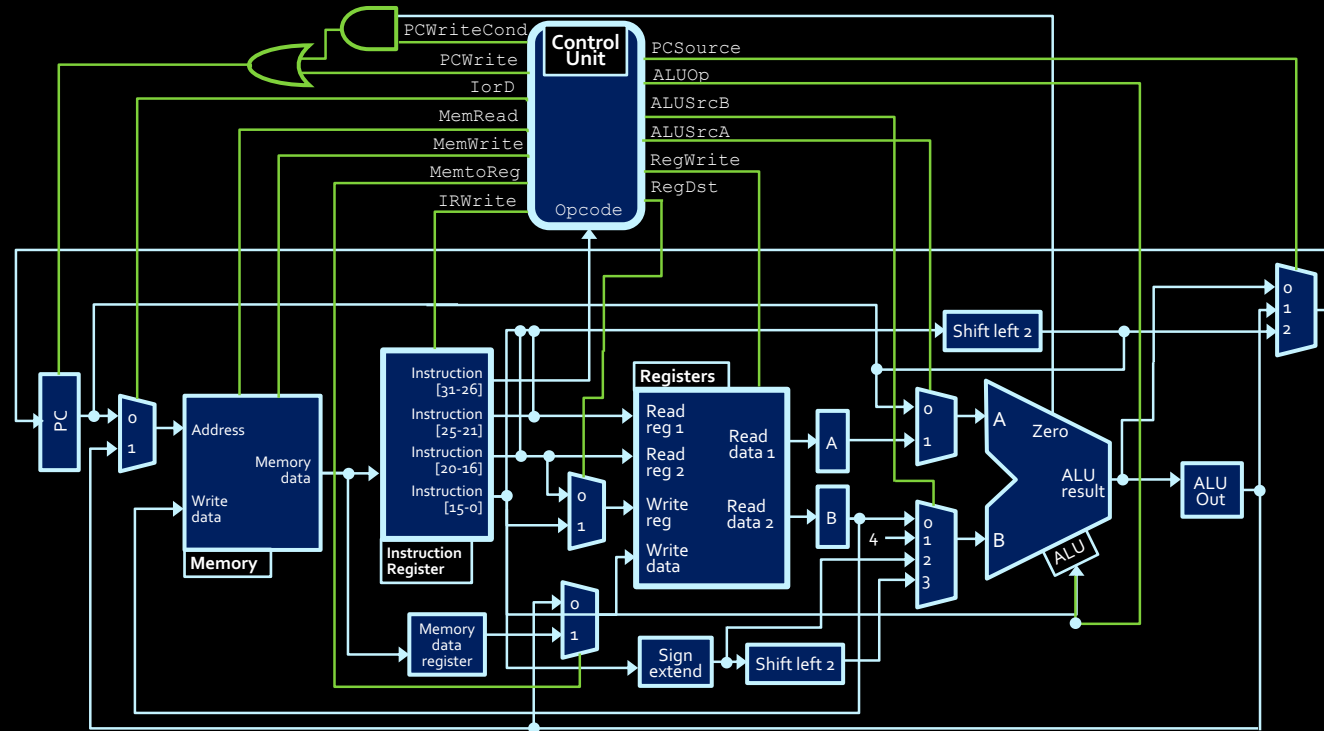 PCWriteCond
PCWrite
IorD
MemRead
MemWrite
MemtoReg
IRWrite
Control
Unit
Opcode
PCSource
ALUOp
ALUSrcB
ALUSrcA
RegWrite
RegDst
0
1
2
Shift left 2
PC
0
1
Address
Memory
data
Write
data
Memory
Instruction
[31-26]
Instruction
[25-21]
Instruction
[20-16]
Instruction
[15-0]
Instruction
Register
Memory
data
register
0
1
0
1
Registers
Read
reg 1
Read
reg 2
Write
reg
Write
data
Read
data 1
Read
data 2
A
B
0
1
4
0
1
2
3
Sign
extend
Shift left 2
A
B
Zero
ALU
result
ALU
ALU
Out